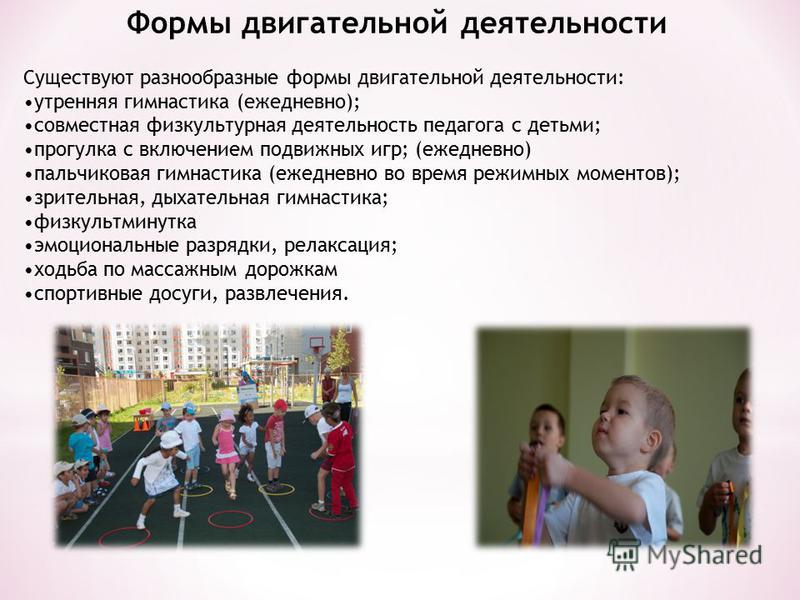 Формы двигательной деятельности
Существуют разнообразные формы двигательной деятельности:
•утренняя гимнастика (ежедневно);
•совместная физкультурная деятельность педагога с детьми;
•прогулка с включением подвижных игр; (ежедневно)
•пальчиковая гимнастика (ежедневно во время режимных моментов);
•зрительная, дыхательная гимнастика;
•физкультминутка
•эмоциональные разрядки, релаксация;
•ходьба по массажным дорожкам
•спортивные досуги, развлечения.
MyShared